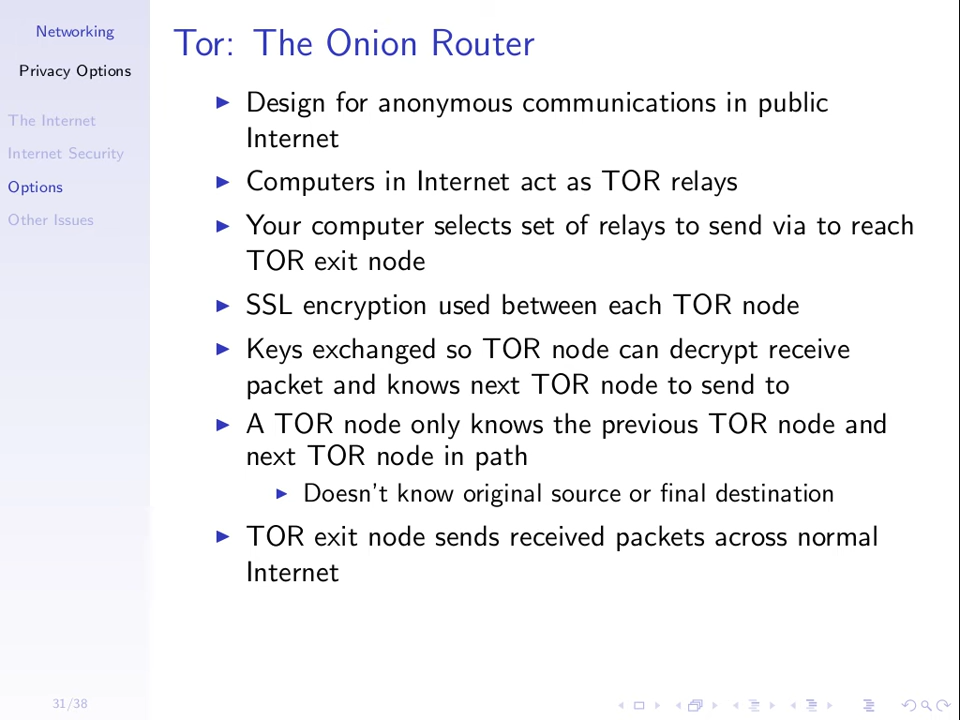 Networking
Privacy Options
The Internet
Internet Security
Options
Other Issues
31/38
Tor: The Onion Router
Design for anonymous communications in public
Internet
Computers in Internet act as TOR relays
Your computer selects set of relays to send via to reach
TOR exit node
SSL encryption used between each TOR node
Keys exchanged so TOR node can decrypt receive
packet and knows next TOR node to send to
A TOR node only knows the previous TOR node and
next TOR node in path
Doesn't know original source or final destination
TOR exit node sends received packets across normal
Internet